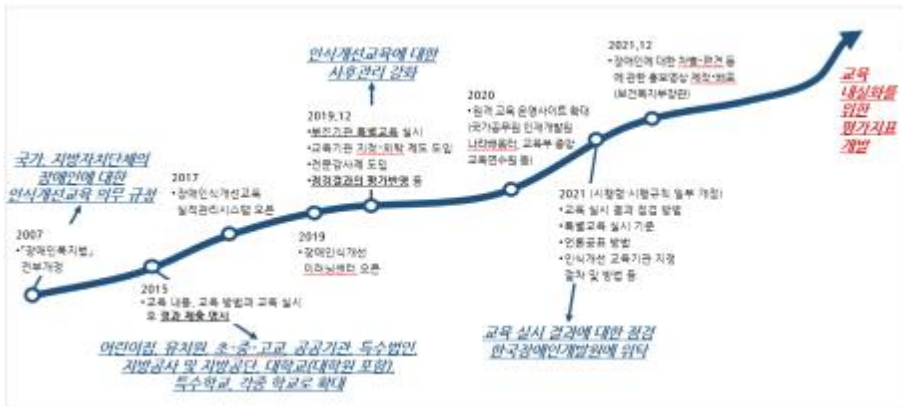 국가, 지방자치단체의
장애인에 대한
인식개선교육 의무 규정
2007
•「장애인복지법」
전부개정
2015
•교육 내용, 교육 방법과 교육 실시
의 결과 제출 명시
어린이집, 유치원, 초·중·고교, 공공기관, 특수법인,
지방공사 및 지방공단, 대학교(대학원 포함),
특수학교, 각종 학교로 확대
2017
•장애인식개선교육
실적관리시스템 오픈
2019
•장애인식개선
이러닝센터 오픈
인식개선교육에 대한
사후관리 강화
2019.12
•부진기관 특별교육 실시
•교육기관 지정·위탁 제도 도입
•전문강사제 도입
•점검결과의 평가반영 등
2020
•원격 교육 운영사이트 확대
(국가공무원 인재개발원
나라배움터, 교육부 중앙
교육연수원 등)
2021 (시행령·시행규칙 일부 개정)
•교육 실시 결과 점검 방법
•특별교육 실시 기준
•언론공표 방법
•인식개선 교육기관 지정
절차 및 방법 등
교육 실시 결과에 대한 점검
한국장애인개발원에 위탁
2021.12
•장애인에 대한 차별·편견 등
에 관한 홍보영상 제작·배포
(보건복지부장관)
교육
내실화를
위한
평가지표
개발